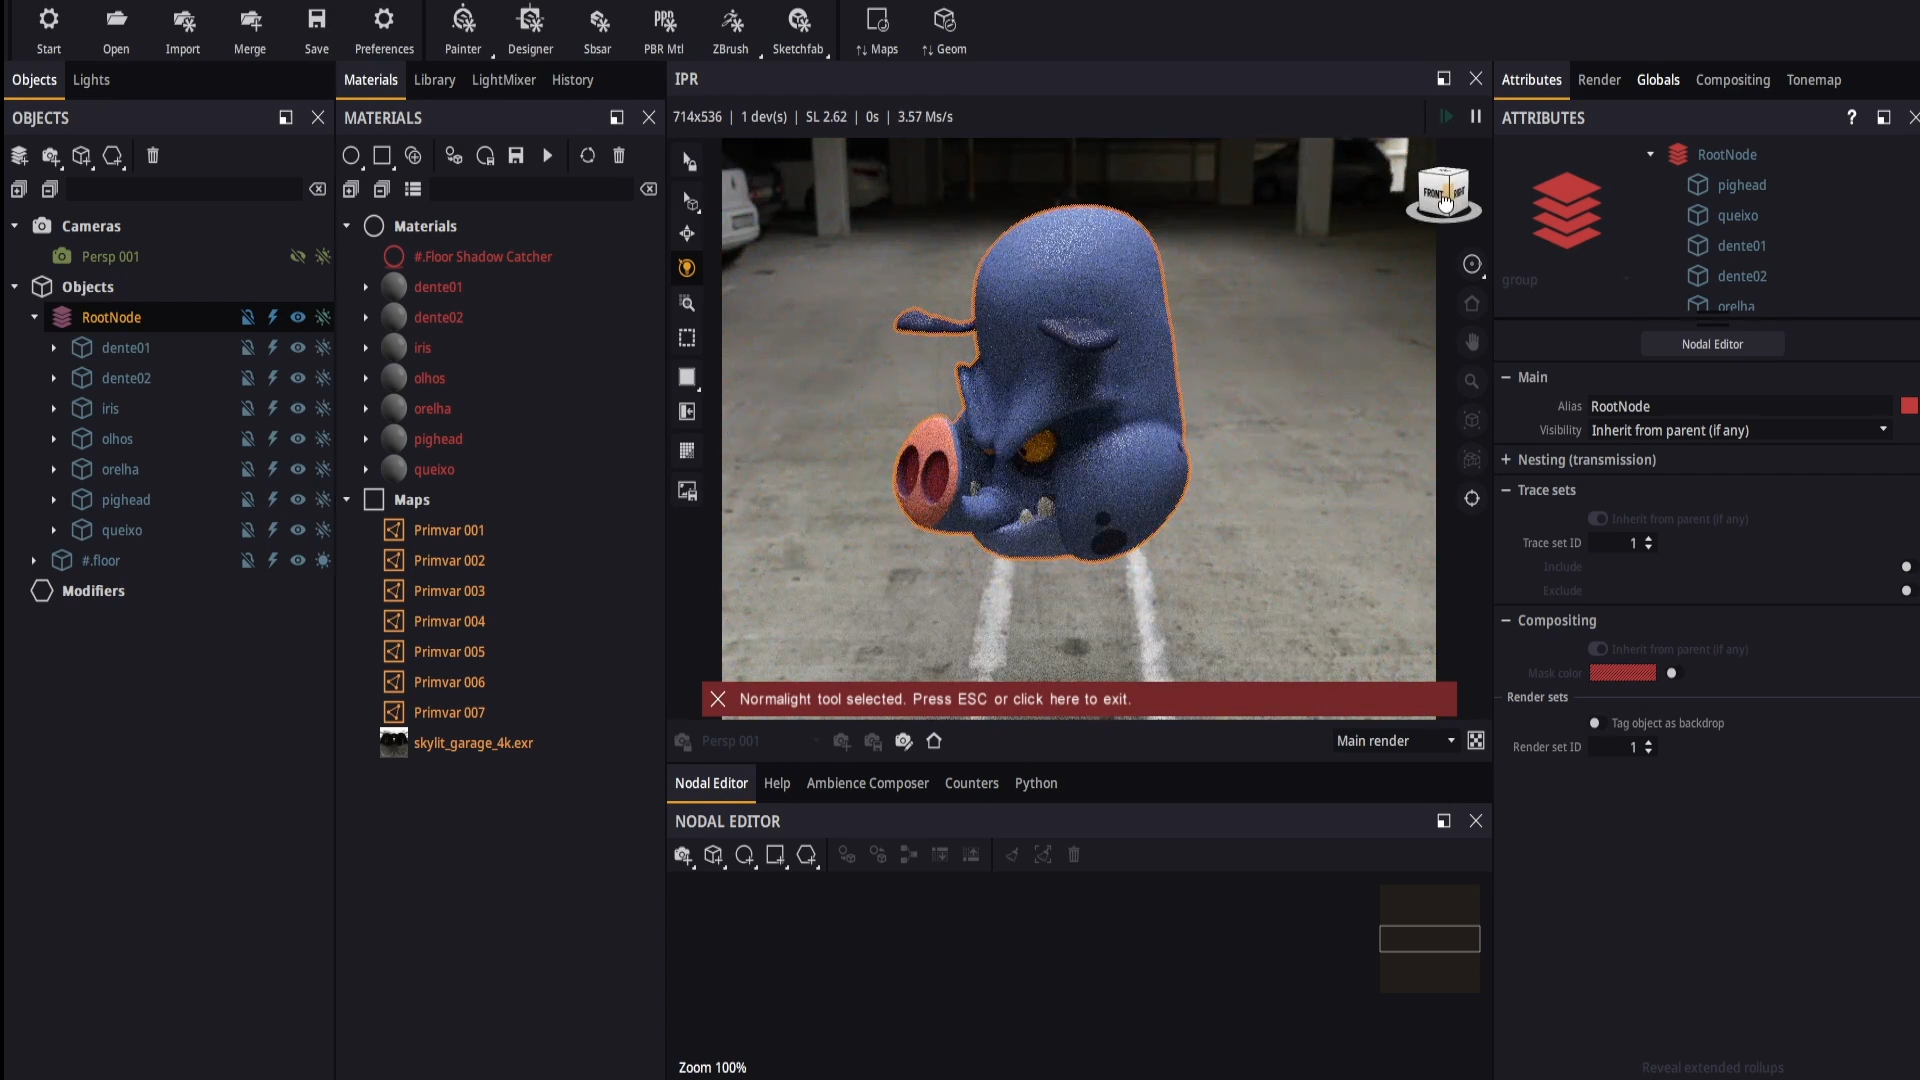 Start Open Import Merge Save Preferences Painter Designer Sbsar PBR Mtl ZBrush Sketchfab ↑↓ Maps ↑↓ Geom
Objects Lights
OBJECTS
Cameras
Persp 001
Objects
RootNode
dente01
dente02
iris
olhos
orelha
pighead
queixo
#.floor
Modifiers
Materials Library LightMixer History
MATERIALS
Materials
#.Floor Shadow Catcher
dente01
dente02
iris
olhos
orelha
pighead
queixo
Maps
Primvar 001
Primvar 002
Primvar 003
Primvar 004
Primvar 005
Primvar 006
Primvar 007
skylit_garage_4k.exr
IPR
714x536 | 1 dev(s) | SL 2.62 | 0s | 3.57 Ms/s
FRONT
Normalight tool selected. Press ESC or click here to exit.
Persp 001
Main render
Nodal Editor Help Ambience Composer Counters Python
NODAL EDITOR
Zoom 100%
Attributes Render Globals Compositing Tonemap
ATTRIBUTES
?
RootNode
pighead
queixo
dente01
dente02
orelha
group
Nodal Editor
Main
Alias RootNode
Visibility Inherit from parent (if any)
Nesting (transmission)
Trace sets
Inherit from parent (if any)
Trace set ID 1
Include
Exclude
Compositing
Inherit from parent (if any)
Mask color
Render sets
Tag object as backdrop
Render set ID 1
Reveal extended rollups